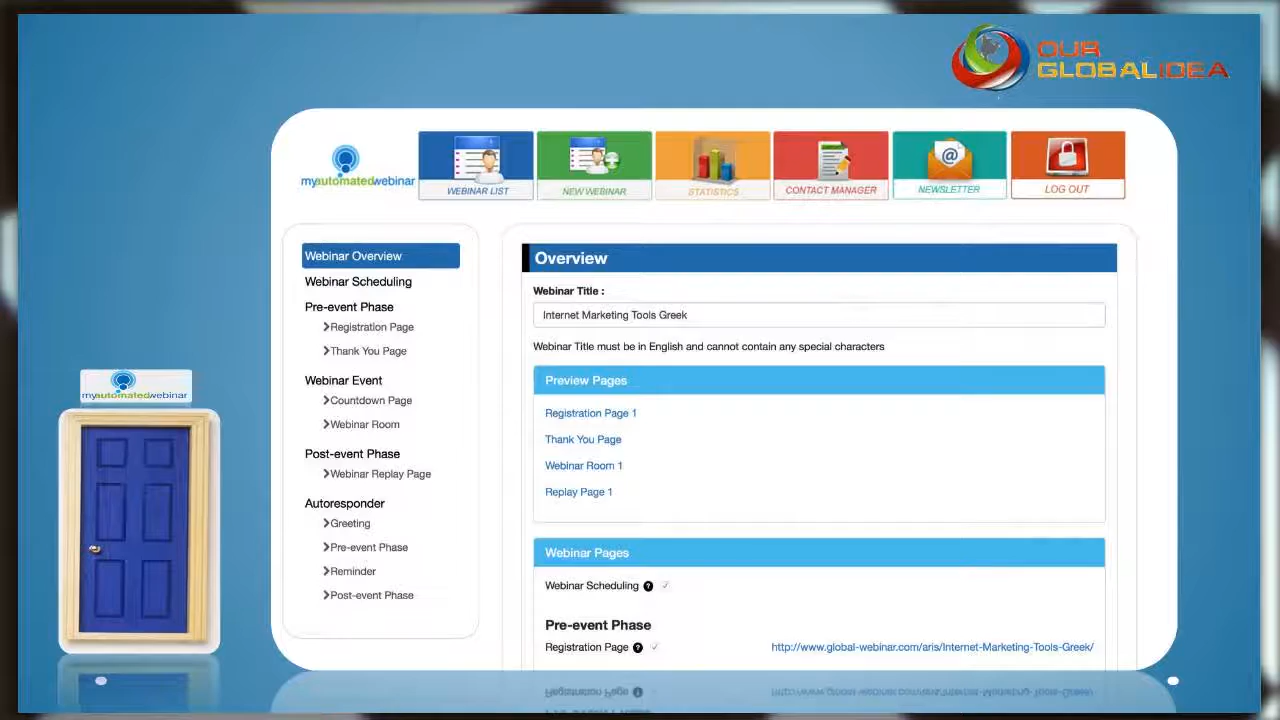 OUR
GLOBALIDEA
myautomatedwebinar
WEBINAR LIST
NEW WEBINAR
STATISTICS
CONTACT MANAGER
@
NEWSLETTER
LOG OUT
Webinar Overview
Webinar Scheduling
Pre-event Phase
Registration Page
Thank You Page
Webinar Event
Countdown Page
Webinar Room
Post-event Phase
Webinar Replay Page
Autoresponder
Greeting
Pre-event Phase
Reminder
Post-event Phase
Overview
Webinar Title :
Internet Marketing Tools Greek
Webinar Title must be in English and cannot contain any special characters
Preview Pages
Registration Page 1
Thank You Page
Webinar Room 1
Replay Page 1
Webinar Pages
Webinar Scheduling ?
Pre-event Phase
Registration Page ? http://www.global-webinar.com/aris/Internet-Marketing-Tools-Greek/
myautomatedwebinar